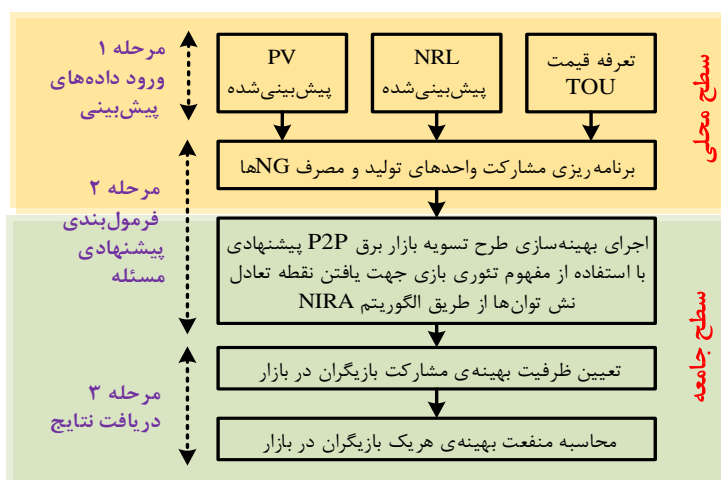 سطح محلی
مرحله ۱
ورود داده‌های
پیش‌بینی
تعرفه قیمت
TOU
NRL
پیش‌بینی‌شده
PV
پیش‌بینی‌شده
مرحله ۲
فرمول‌بندی
پیشنهادی
مسئله
برنامه‌ریزی مشارکت واحدهای تولید و مصرف NGها
سطح جامعه
اجرای بهینه‌سازی طرح تسویه بازار برق P2P پیشنهادی
با استفاده از مفهوم تئوری بازی جهت یافتن نقطه تعادل
نش توان‌ها از طریق الگوریتم NIRA
مرحله ۳
دریافت نتایج
تعیین ظرفیت بهینه‌ی مشارکت بازیگران در بازار
محاسبه منفعت بهینه‌ی هریک بازیگران در بازار